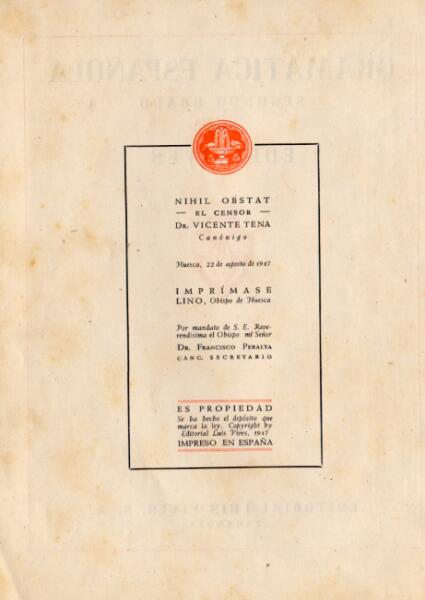 NIHIL OBSTAT
— EL CENSOR —
DR. VICENTE TENA
Canónigo
Huesca, 22 de agosto de 1947
IMPRÍMASE
LINO, Obispo de Huesca
Por mandato de S. E. Reve-
rendísima el Obispo mi Señor
DR. FRANCISCO PERALTA
CANC. SECRETARIO
ES PROPIEDAD
Se ha hecho el depósito que
marca la ley. Copyright by
Editorial Luis Vives, 1947
IMPRESO EN ESPAÑA